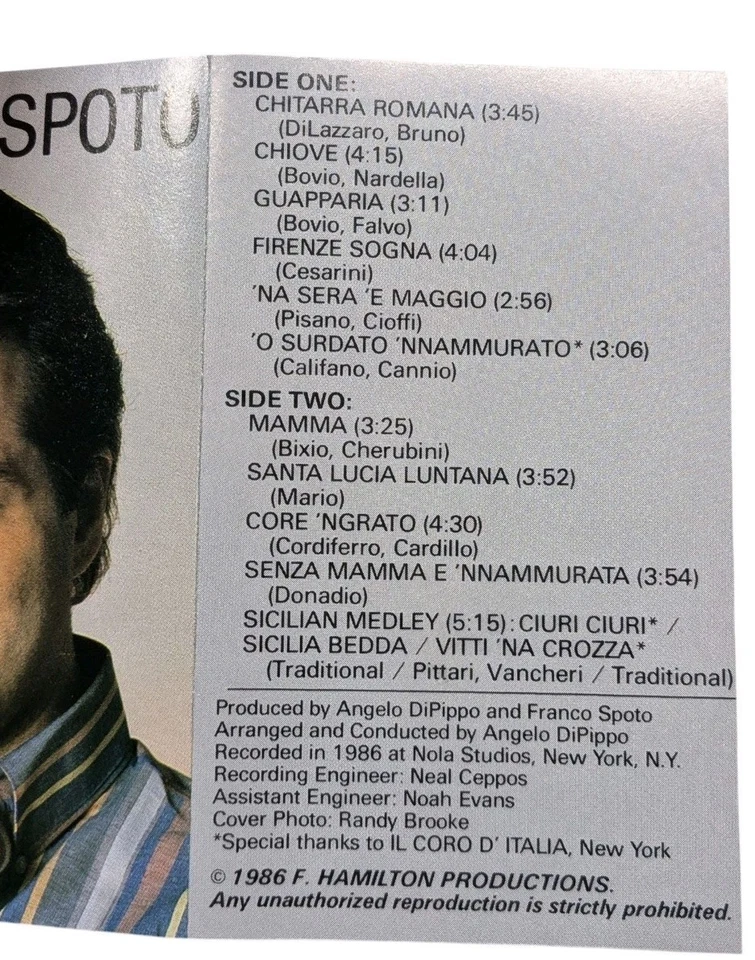 SPOTO
SIDE ONE:
CHITARRA ROMANA (3:45)
(DiLazzaro, Bruno)
CHIOVE (4:15)
(Bovio, Nardella)
GUAPPARIA (3:11)
(Bovio, Falvo)
FIRENZE SOGNA (4:04)
(Cesarini)
'NA SERA 'E MAGGIO (2:56)
(Pisano, Cioffi)
'O SURDATO 'NNAMMURATO* (3:06)
(Califano, Cannio)
SIDE TWO:
MAMMA (3:25)
(Bixio, Cherubini)
SANTA LUCIA LUNTANA (3:52)
(Mario)
CORE 'NGRATO (4:30)
(Cordiferro, Cardillo)
SENZA MAMMA E 'NNAMMURATA (3:54)
(Donadio)
SICILIAN MEDLEY (5:15): CIURI CIURI* /
SICILIA BEDDA / VITTI 'NA CROZZA*
(Traditional / Pittari, Vancheri / Traditional)
Produced by Angelo DiPippo and Franco Spoto
Arranged and Conducted by Angelo DiPippo
Recorded in 1986 at Nola Studios, New York, N.Y.
Recording Engineer: Neal Ceppos
Assistant Engineer: Noah Evans
Cover Photo: Randy Brooke
*Special thanks to IL CORO D' ITALIA, New York
© 1986 F. HAMILTON PRODUCTIONS.
Any unauthorized reproduction is strictly prohibited.